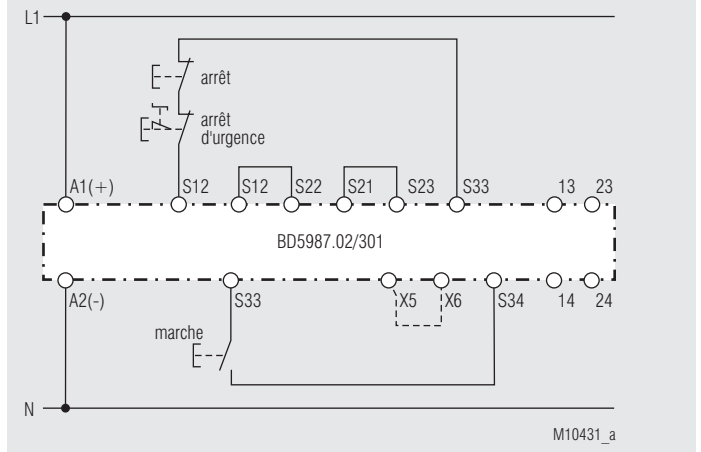 L1
arrêt
arrêt
d'urgence
A1(+) S12 S12 S22 S21 S23 S33 13 23
BD5987.02/301
A2(-) S33 X5 X6 S34 14 24
marche
N
M10431_a